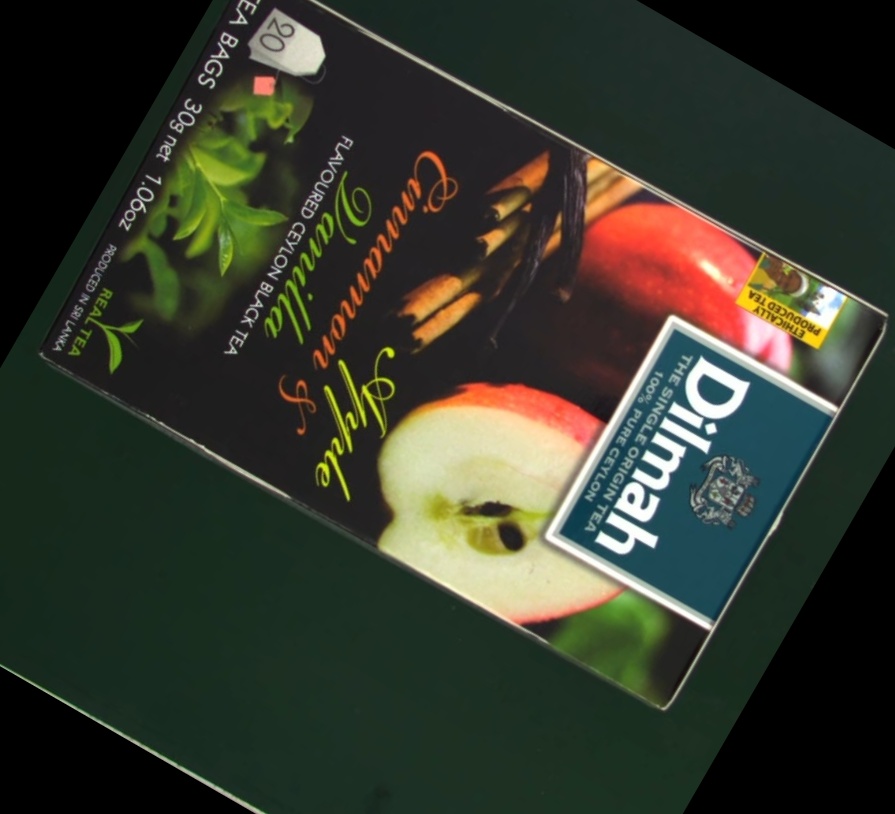 ETHICALLY
PRODUCED TEA
Dilmah
THE SINGLE ORIGIN TEA
100% PURE CEYLON
Cinnamon &
Vanilla Apple
FLAVOURED CEYLON BLACK TEA
20
TEA BAGS 30g net 1.06oz
REAL TEA
PRODUCED IN SRI LANKA